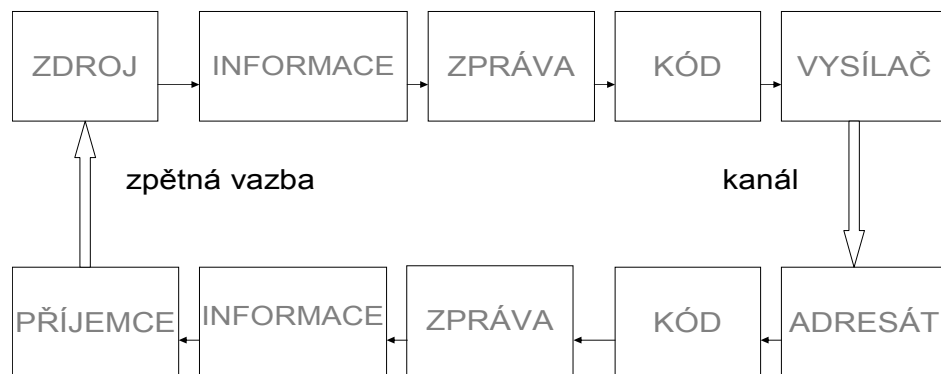 ZDROJ INFORMACE ZPRÁVA KÓD VYSÍLAČ
zpětná vazba kanál
PŘÍJEMCE INFORMACE ZPRÁVA KÓD ADRESÁT